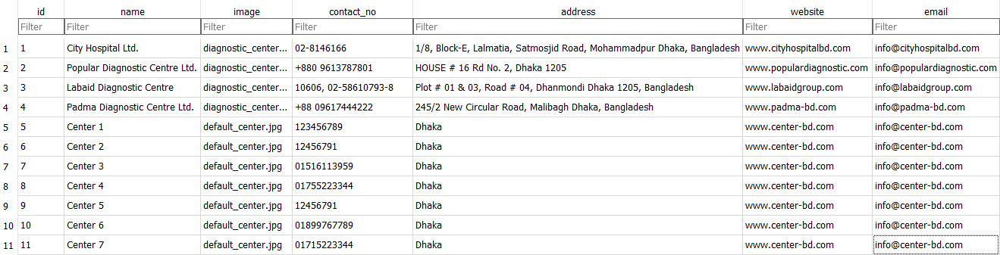 id name image contact_no address website email
Filter Filter Filter Filter Filter Filter Filter
1 1 City Hospital Ltd. diagnostic_center... 02-8146166 1/8, Block-E, Lalmatia, Satmosjid Road, Mohammadpur Dhaka, Bangladesh www.cityhospitalbd.com info@cityhospitalbd.com
2 2 Popular Diagnostic Centre Ltd. diagnostic_center... +880 9613787801 HOUSE # 16 Rd No. 2, Dhaka 1205 www.populardiagnostic.com info@populardiagnostic.com
3 3 Labaid Diagnostic Centre diagnostic_center... 10606, 02-58610793-8 Plot # 01 & 03, Road # 04, Dhanmondi Dhaka 1205, Bangladesh www.labaidgroup.com info@labaidgroup.com
4 4 Padma Diagnostic Centre Ltd. diagnostic_center... +88 09617444222 245/2 New Circular Road, Malibagh Dhaka, Bangladesh www.padma-bd.com info@padma-bd.com
5 5 Center 1 default_center.jpg 123456789 Dhaka www.center-bd.com info@center-bd.com
6 6 Center 2 default_center.jpg 12456791 Dhaka www.center-bd.com info@center-bd.com
7 7 Center 3 default_center.jpg 01516113959 Dhaka www.center-bd.com info@center-bd.com
8 8 Center 4 default_center.jpg 01755223344 Dhaka www.center-bd.com info@center-bd.com
9 9 Center 5 default_center.jpg 12456791 Dhaka www.center-bd.com info@center-bd.com
10 10 Center 6 default_center.jpg 01899767789 Dhaka www.center-bd.com info@center-bd.com
11 11 Center 7 default_center.jpg 01715223344 Dhaka www.center-bd.com info@center-bd.com